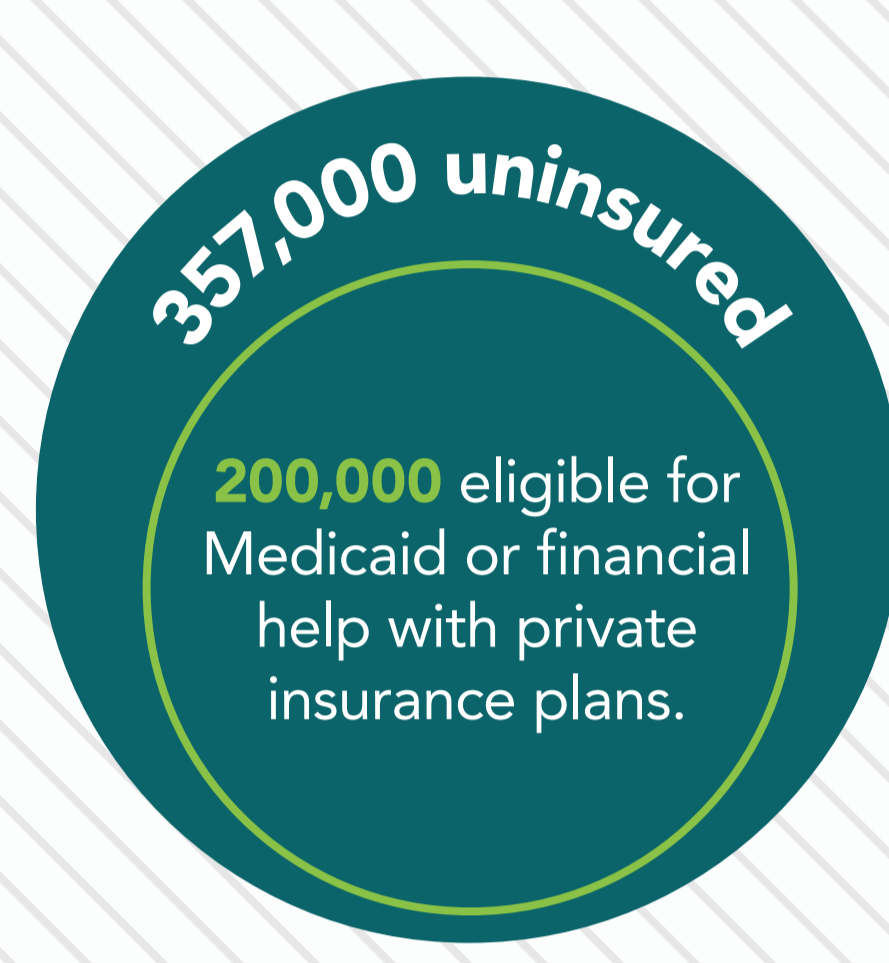 357,000 uninsured
200,000 eligible for
Medicaid or financial
help with private
insurance plans.